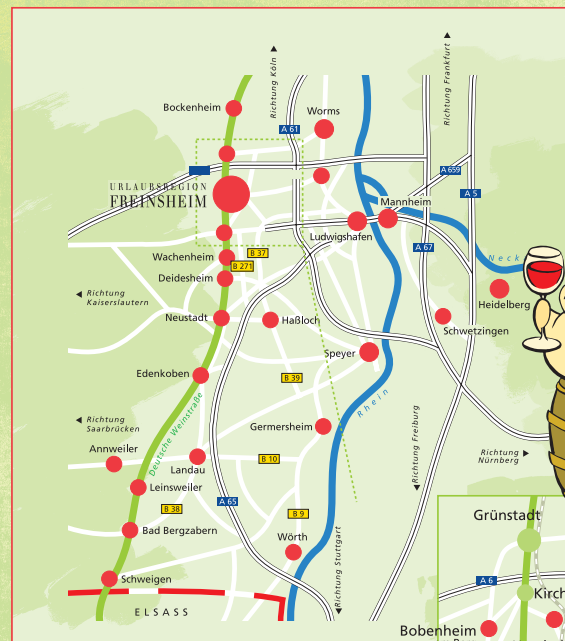 Richtung Köln
Richtung Frankfurt
Bockenheim
Worms
A 61
A 659
URLAUBSREGION
FREINSHEIM
A 5
Mannheim
Ludwigshafen
A 67
Wachenheim
B 37
B 271
Neck
Deidesheim
Richtung
Kaiserslautern
Heidelberg
Neustadt
Haßloch
Schwetzingen
Speyer
Edenkoben
B 39
Rhein
Deutsche Weinstraße
Richtung
Saarbrücken
Germersheim
Richtung Freiburg
Annweiler
Landau
B 10
Richtung
Nürnberg
Leinsweiler
A 65
B 38
B 9
Grünstadt
Bad Bergzabern
Wörth
Richtung Stuttgart
Schweigen
A 6
Kirch
ELSASS
Bobenheim